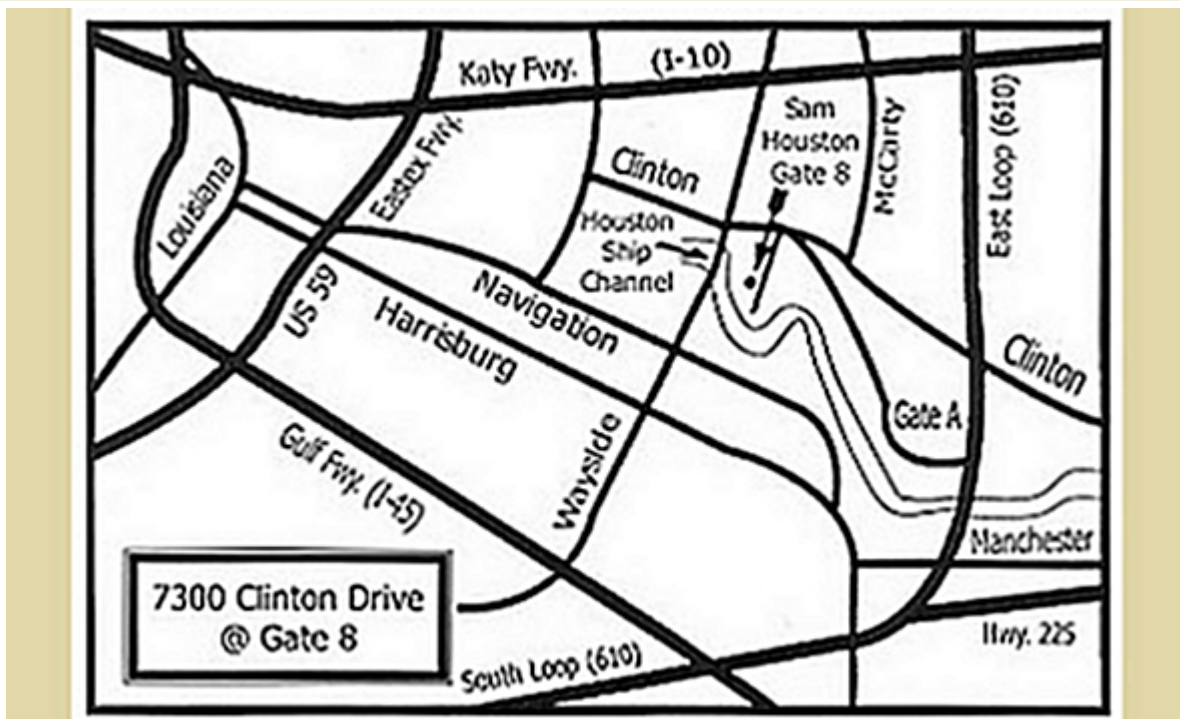 Katy Fwy.
(I-10)
Sam
Houston
Gate 8
McCarty
East Loop (610)
Clinton
Louisiana
Eastex Fwy.
Houston
Ship
Channel
US 59
Navigation
Harrisburg
Clinton
Gate A
Wayside
Gulf Fwy. (I-45)
Manchester
7300 Clinton Drive
@ Gate 8
Hwy. 225
South Loop (610)